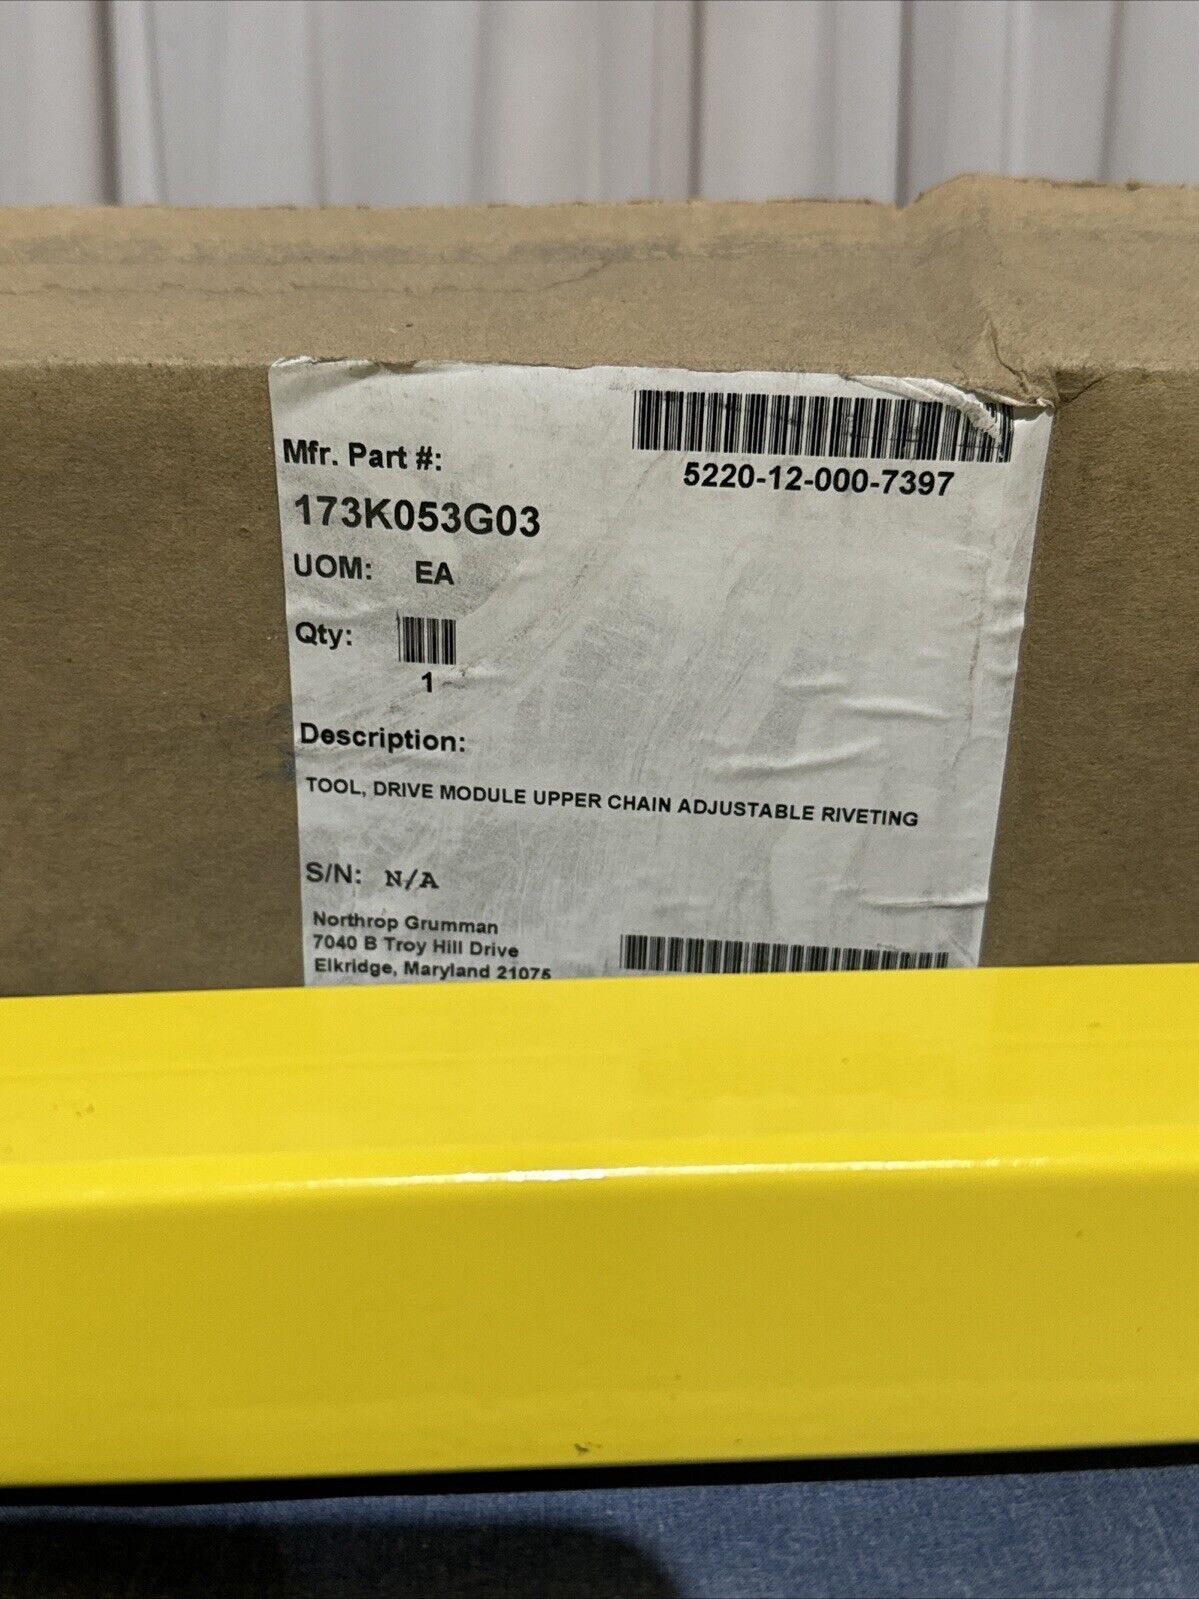 5220-12-000-7397
Mfr. Part #:
173K053G03
UOM: EA
Qty:
1
Description:
TOOL, DRIVE MODULE UPPER CHAIN ADJUSTABLE RIVETING
S/N: N/A
Northrop Grumman
7040 B Troy Hill Drive
Elkridge, Maryland 21075